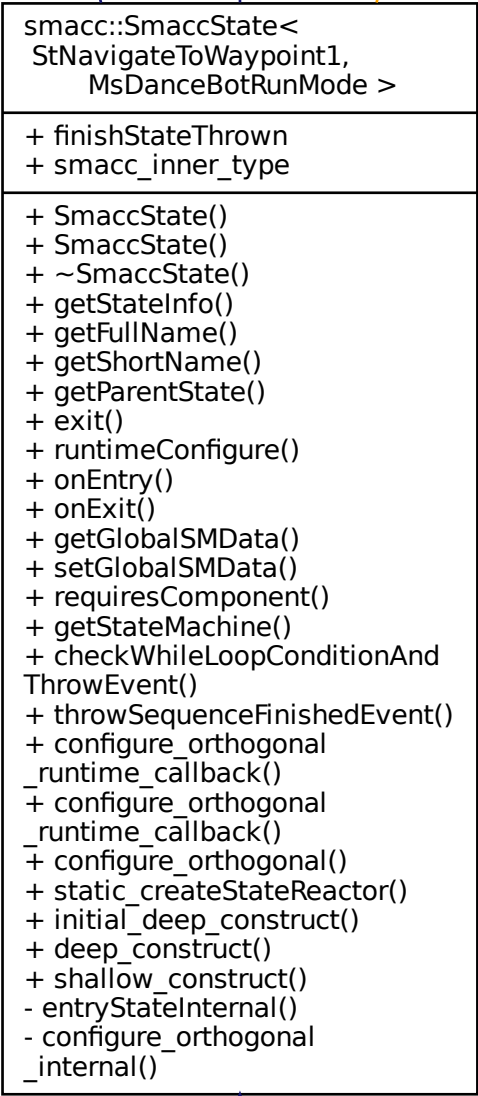 smacc::SmaccState<
StNavigateToWaypoint1,
MsDanceBotRunMode >
+ finishStateThrown
+ smacc_inner_type
+ SmaccState()
+ SmaccState()
+ ~SmaccState()
+ getStateInfo()
+ getFullName()
+ getShortName()
+ getParentState()
+ exit()
+ runtimeConfigure()
+ onEntry()
+ onExit()
+ getGlobalSMData()
+ setGlobalSMData()
+ requiresComponent()
+ getStateMachine()
+ checkWhileLoopConditionAnd
ThrowEvent()
+ throwSequenceFinishedEvent()
+ configure_orthogonal
_runtime_callback()
+ configure_orthogonal
_runtime_callback()
+ configure_orthogonal()
+ static_createStateReactor()
+ initial_deep_construct()
+ deep_construct()
+ shallow_construct()
- entryStateInternal()
- configure_orthogonal
_internal()